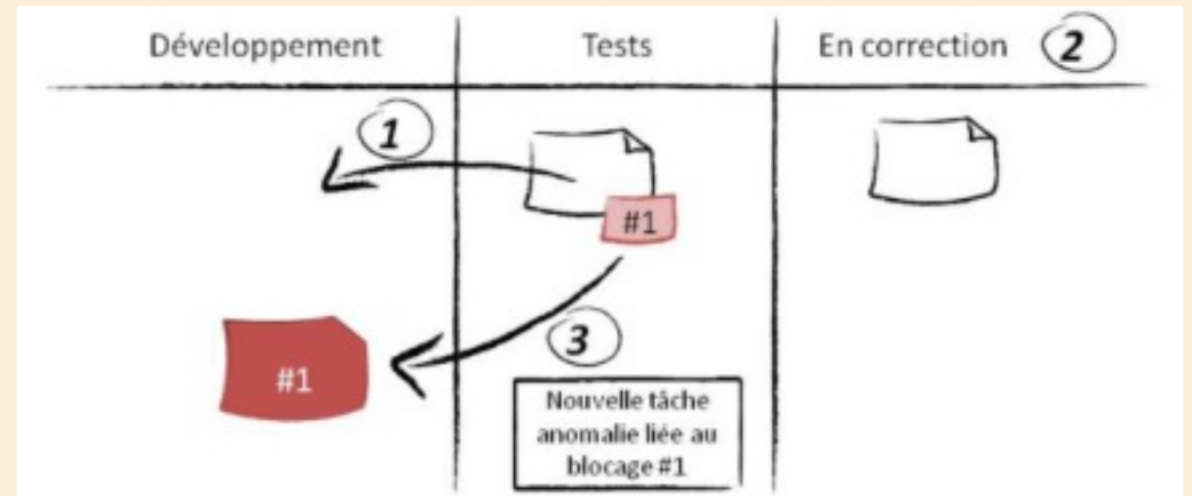 Développement
Tests
En correction
2
1
#1
3
#1
Nouvelle tâche
anomalie liée au
blocage #1